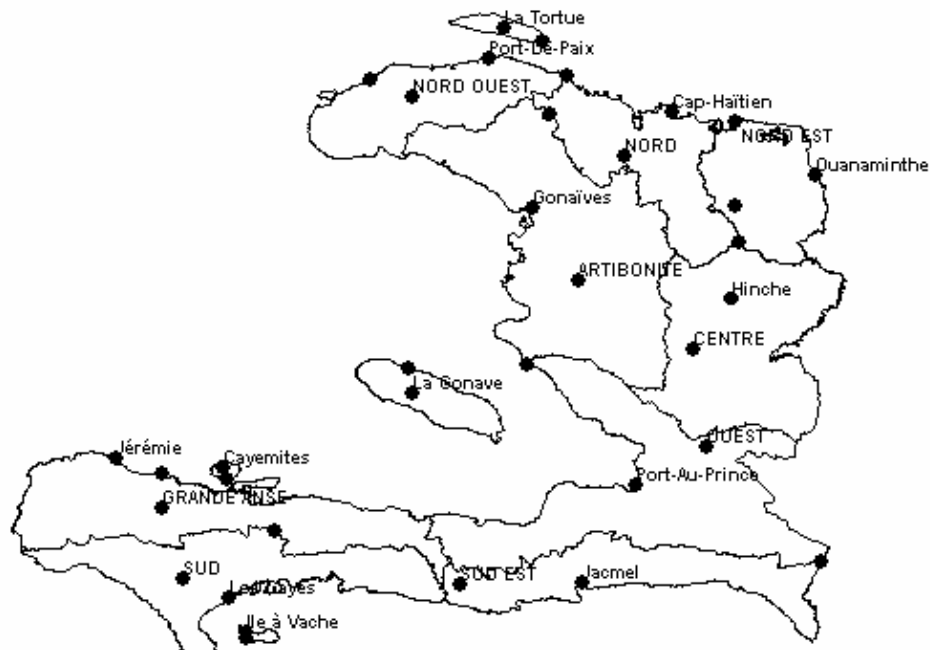 La Tortue
Port-De-Paix
NORD OUEST
Cap-Haïtien
NORD EST
NORD
Ouanaminthe
Gonaïves
ARTIBONITE
Hinche
CENTRE
La Gonave
OUEST
Jérémie
Cayemites
Port-Au-Prince
GRANDE ANSE
SUD
SUD EST
Jacmel
Les Cayes
Ile à Vache